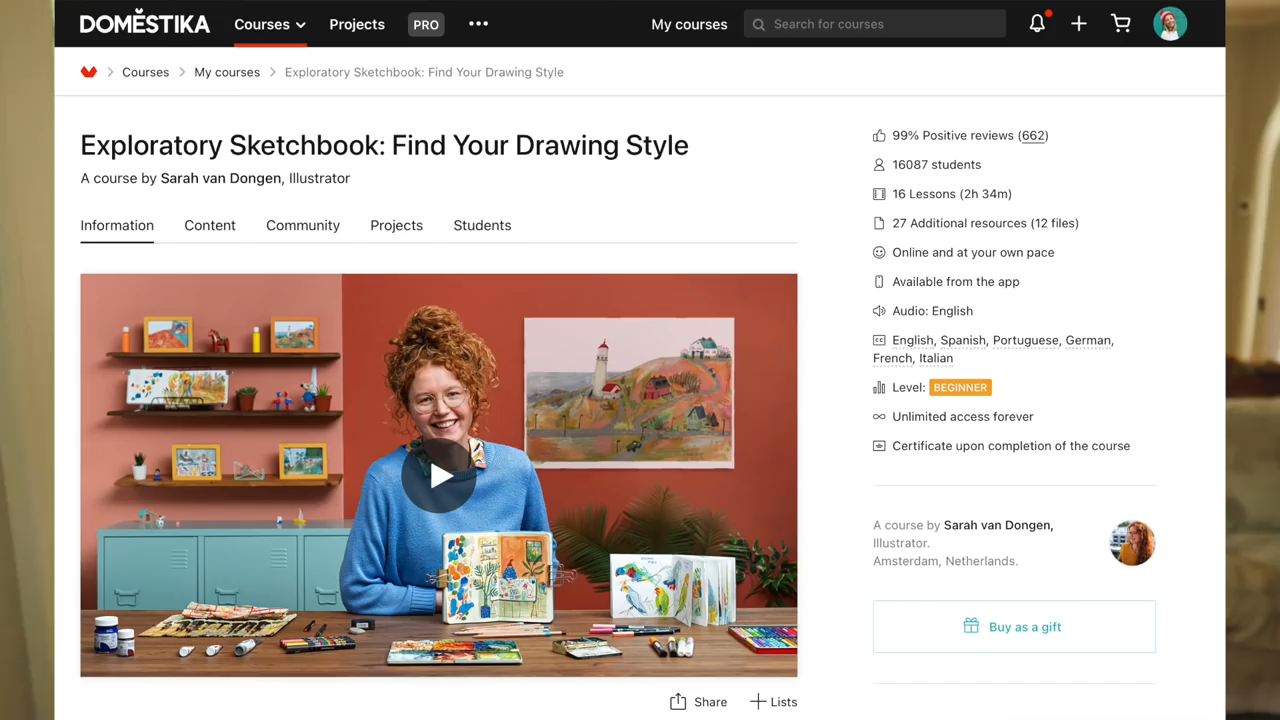 DOMĚSTIKA Courses Projects PRO ••• My courses Search for courses
Courses My courses Exploratory Sketchbook: Find Your Drawing Style
Exploratory Sketchbook: Find Your Drawing Style
A course by Sarah van Dongen, Illustrator
Information Content Community Projects Students
Share Lists
99% Positive reviews (662)
16087 students
16 Lessons (2h 34m)
27 Additional resources (12 files)
Online and at your own pace
Available from the app
Audio: English
CC English, Spanish, Portuguese, German,
French, Italian
Level: BEGINNER
Unlimited access forever
Certificate upon completion of the course
A course by Sarah van Dongen,
Illustrator.
Amsterdam, Netherlands.
Buy as a gift